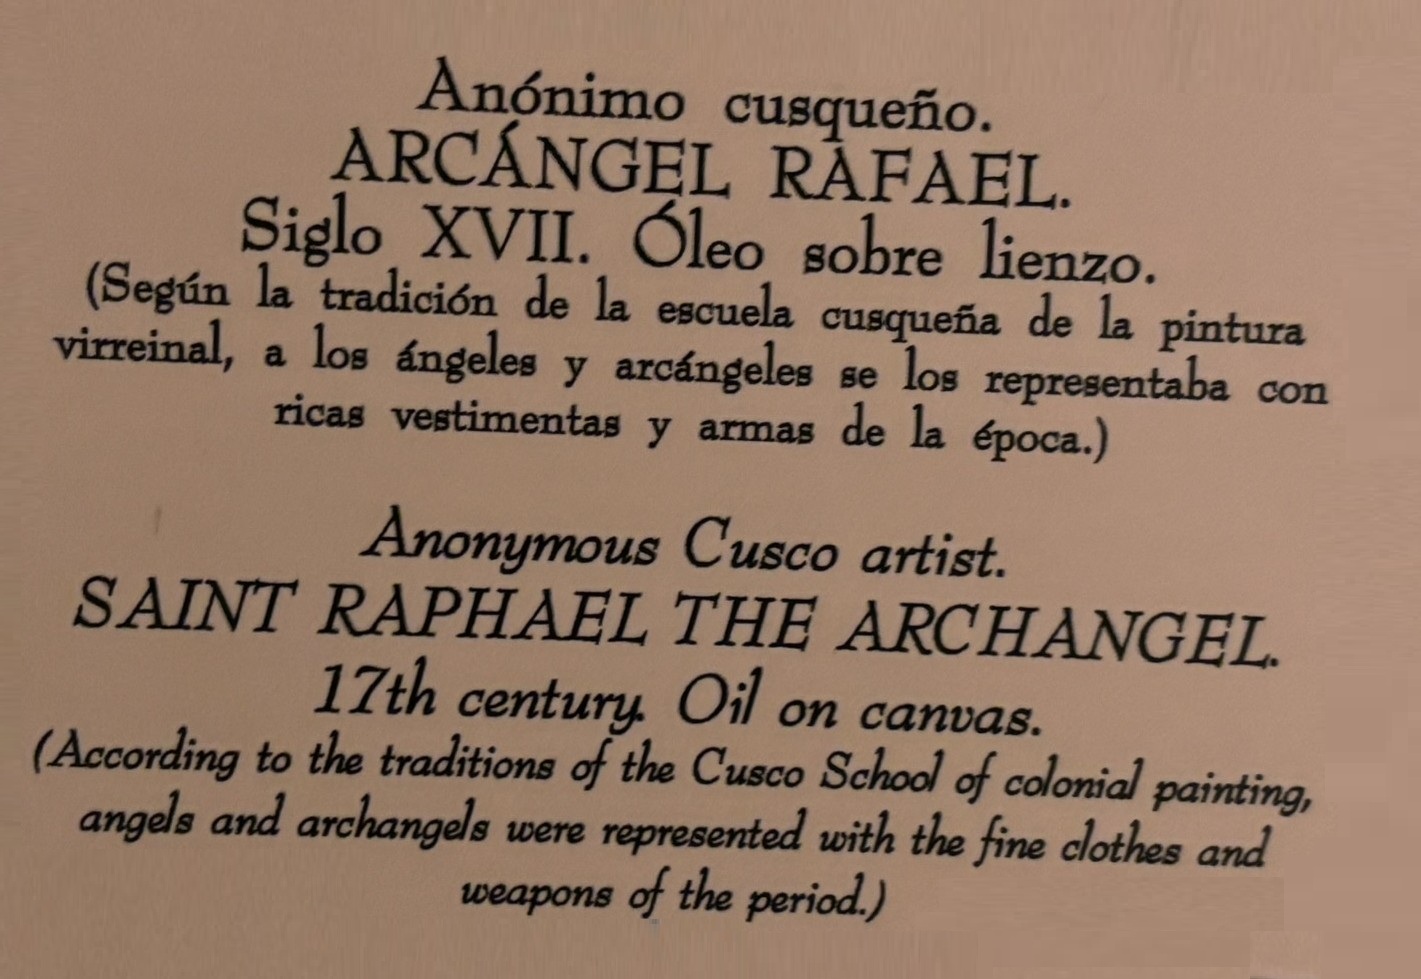 Anónimo cusqueño.
ARCÁNGEL RAFAEL.
Siglo XVII. Óleo sobre lienzo.
(Según la tradición de la escuela cusqueña de la pintura
virreinal, a los ángeles y arcángeles se los representaba con
ricas vestimentas y armas de la época.)
Anonymous Cusco artist.
SAINT RAPHAEL THE ARCHANGEL.
17th century. Oil on canvas.
(According to the traditions of the Cusco School of colonial painting,
angels and archangels were represented with the fine clothes and
weapons of the period.)